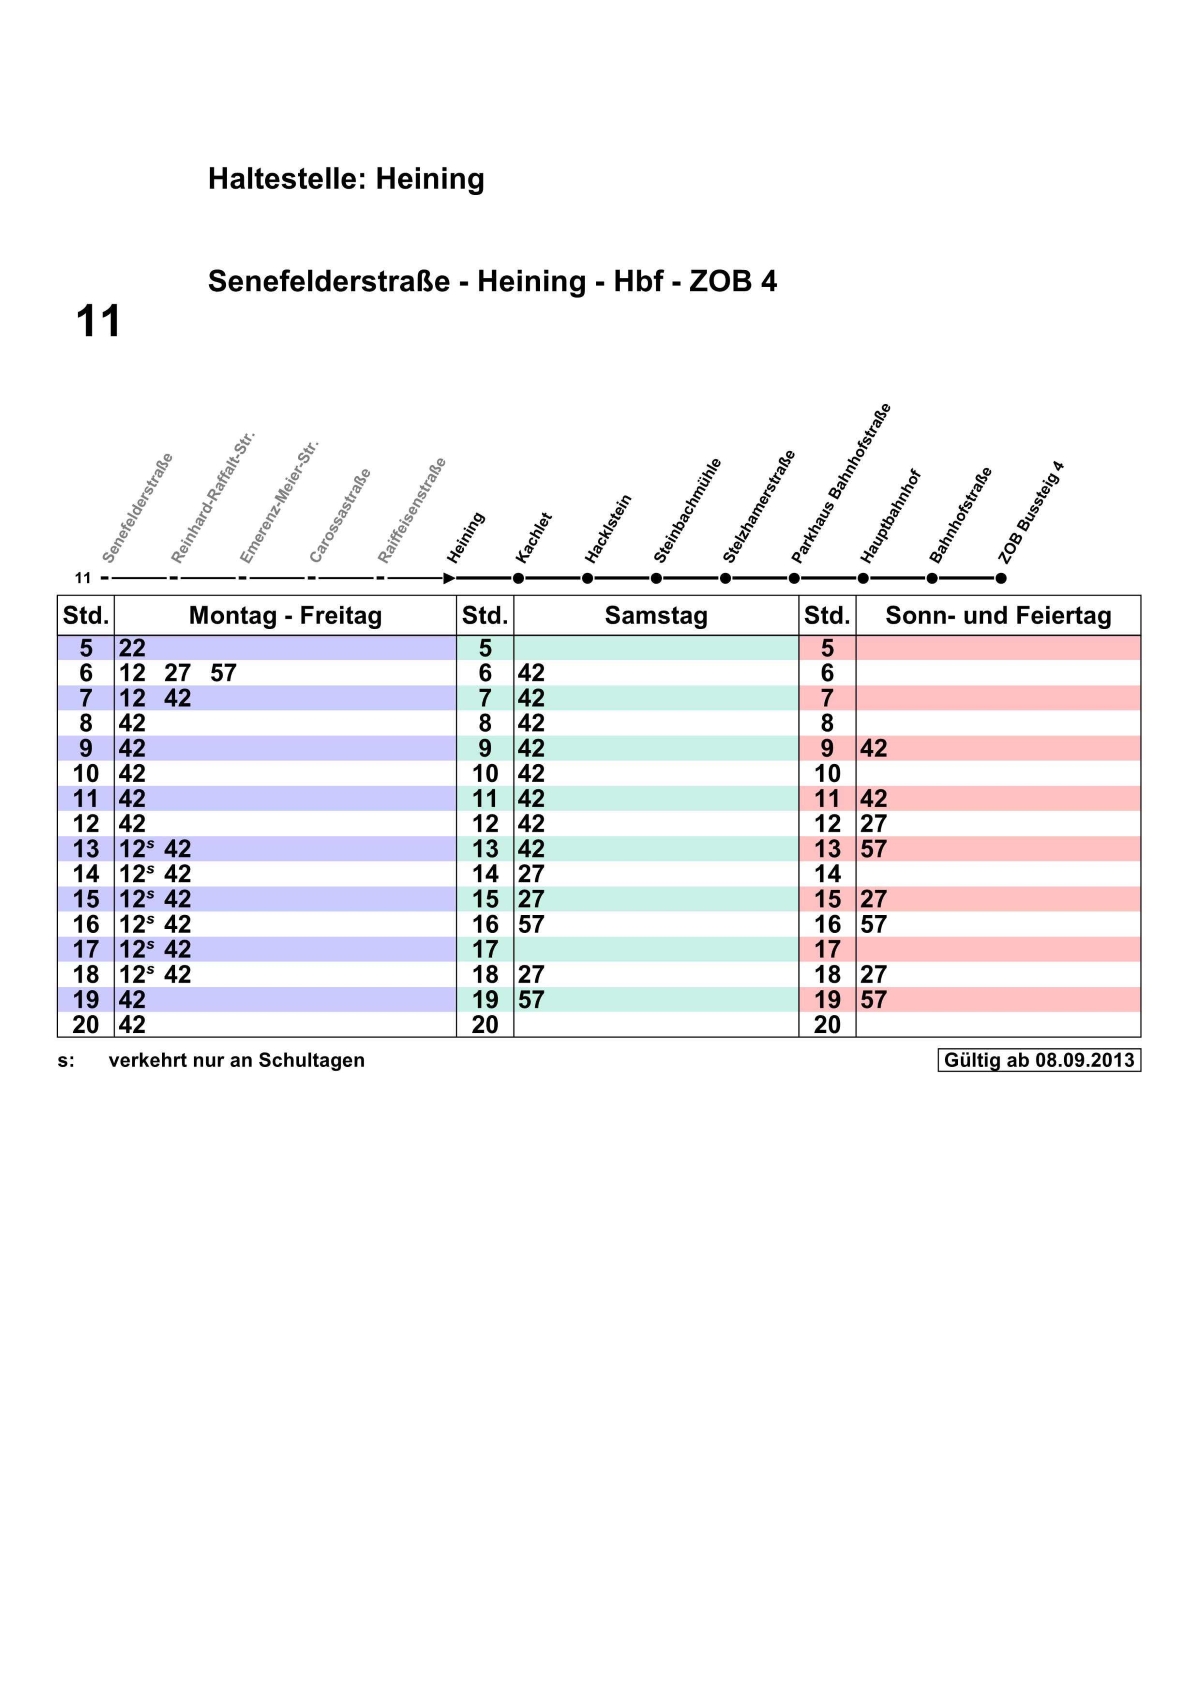 Haltestelle: Heining
Senefelderstraße - Heining - Hbf - ZOB 4
11
Senefelderstraße
Reinhard-Raffalt-Str.
Emerenz-Meier-Str.
Carossastraße
Raiffeisenstraße
Heining
Kachlet
Hacklstein
Steinbachmühle
Stelzhamerstraße
Parkhaus Bahnhofstraße
Hauptbahnhof
Bahnhofstraße
ZOB Bussteig 4
11
Std. Montag - Freitag Std. Samstag Std. Sonn- und Feiertag
5 22 5 5
6 12 27 57 6 42 6
7 12 42 7 42 7
8 42 8 42 8
9 42 9 42 9 42
10 42 10 42 10
11 42 11 42 11 42
12 42 12 42 12 27
13 12s 42 13 42 13 57
14 12s 42 14 27 14
15 12s 42 15 27 15 27
16 12s 42 16 57 16 57
17 12s 42 17 17
18 12s 42 18 27 18 27
19 42 19 57 19 57
20 42 20 20
s: verkehrt nur an Schultagen Gültig ab 08.09.2013